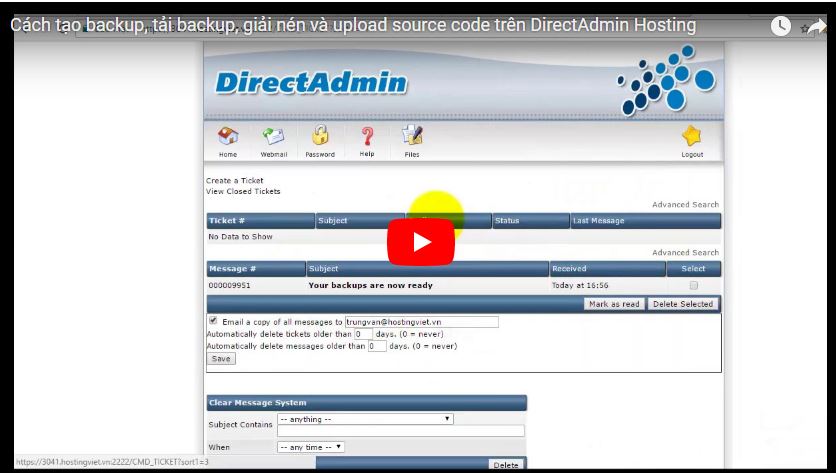 Cách tạo backup, tải backup, giải nén và upload source code trên DirectAdmin Hosting
DirectAdmin
Home Webmail Password Help Files Logout
Create a Ticket
View Closed Tickets
Advanced Search
Ticket # Subject Status Last Message
No Data to Show
Advanced Search
Message # Subject Received Select
000009951 Your backups are now ready Today at 16:56
Mark as read Delete Selected
Email a copy of all messages to trungvan@hostingviet.vn
Automatically delete tickets older than 0 days. (0 = never)
Automatically delete messages older than 0 days. (0 = never)
Save
Clear Message System
Subject Contains -- anything --
When -- any time --
https://3041.hostingviet.vn:2222/CMD_TICKET?sort1=3
Delete